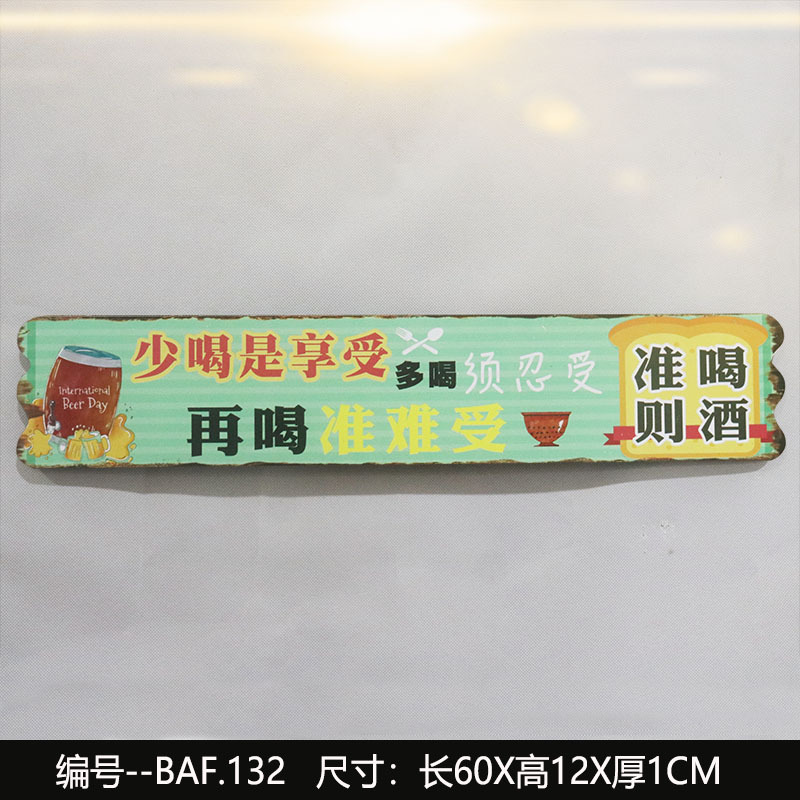 International
Beer Day
少喝是享受
多喝须忍受
再喝准难受
准喝
则酒
编号--BAF.132 尺寸：长60X高12X厚1CM